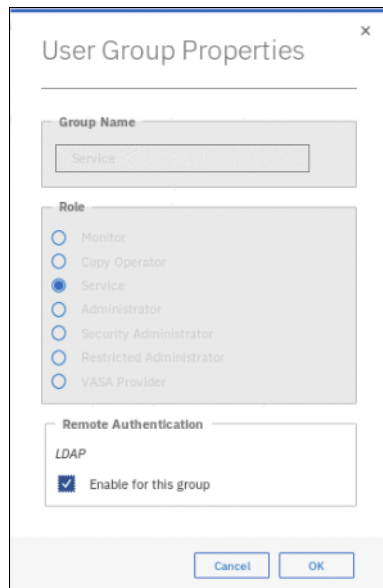 User Group Properties
Group Name
Service
Role
Monitor
Copy Operator
Service
Administrator
Security Administrator
Restricted Administrator
VASA Provider
Remote Authentication
LDAP
Enable for this group
Cancel
OK